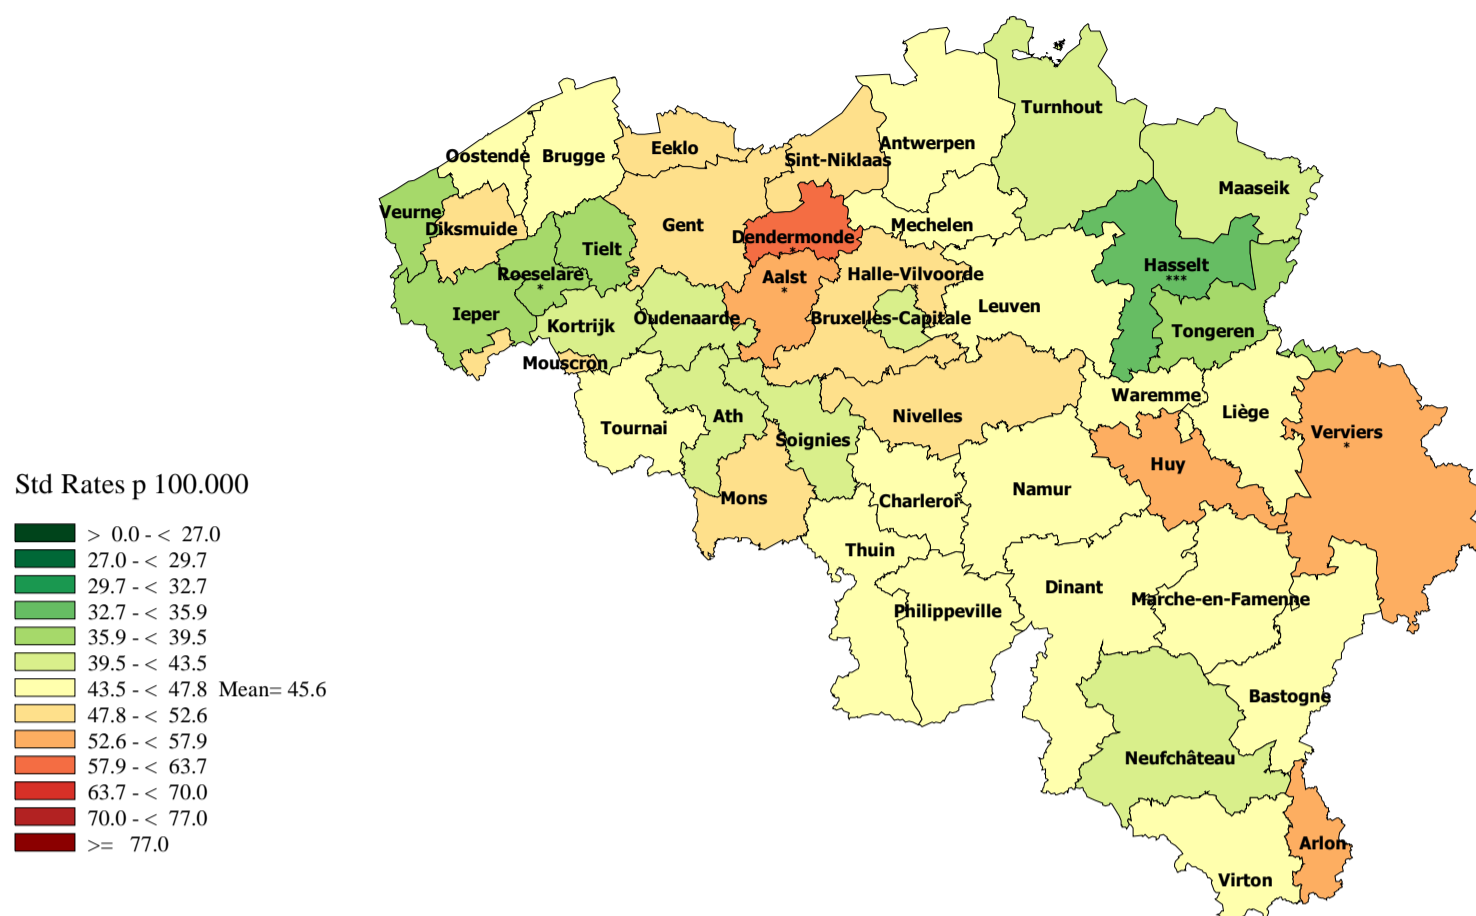 Turnhout
Antwerpen
Eeklo
Oostende
Brugge
Sint-Niklaas
Maaseik
Veurne
Diksmuide
Gent
Mechelen
Dendermonde
*
Tielt
Hasselt
***
Roeselare
*
Aalst
*
Halle-Vilvoorde
*
Leuven
Ieper
Kortrijk
Oudenaarde
Bruxelles-Capitale
Tongeren
Mouscron
Waremme
Liège
Ath
Nivelles
Tournai
Soignies
Verviers
*
Huy
Std Rates p 100.000
Mons
Charleroi
Namur
> 0.0 - < 27.0
27.0 - < 29.7
29.7 - < 32.7
32.7 - < 35.9
35.9 - < 39.5
39.5 - < 43.5
43.5 - < 47.8 Mean= 45.6
47.8 - < 52.6
52.6 - < 57.9
57.9 - < 63.7
63.7 - < 70.0
70.0 - < 77.0
>= 77.0
Thuin
Dinant
Marche-en-Famenne
Philippeville
Bastogne
Neufchâteau
Arlon
Virton